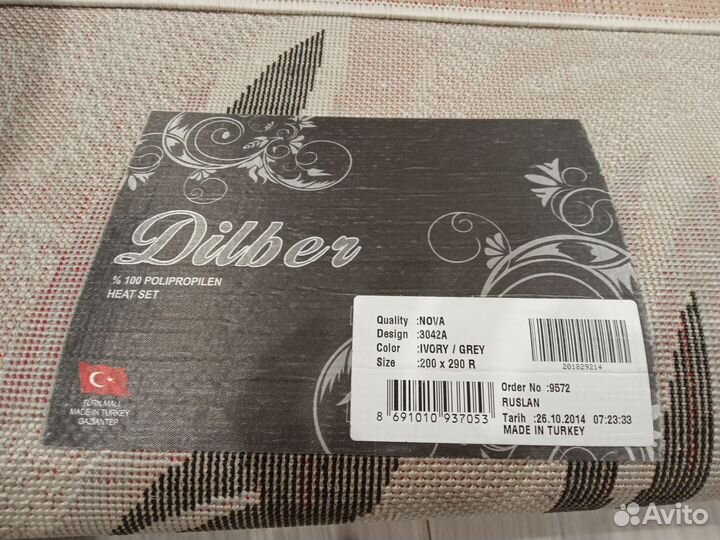 Dilber
% 100 POLIPROPILEN
HEAT SET
TÜRK MALI
MADE IN TURKEY
GAZİANTEP
Quality :NOVA
Design :3042A
Color :IVORY / GREY
Size :200 x 290 R
201829214
8 691010 937053
Order No :9572
RUSLAN
Tarih :26.10.2014 07:23:33
MADE IN TURKEY
Avito